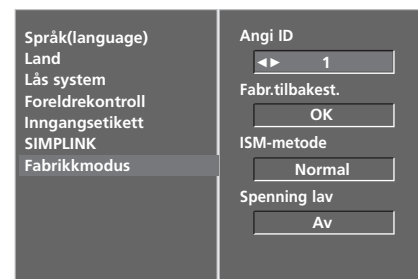 Språk(language)
Land
Lås system
Foreldrekontroll
Inngangsetikett
SIMPLINK
Fabrikkmodus
Angi ID
◄► 1
Fabr.tilbakest.
OK
ISM-metode
Normal
Spenning lav
Av